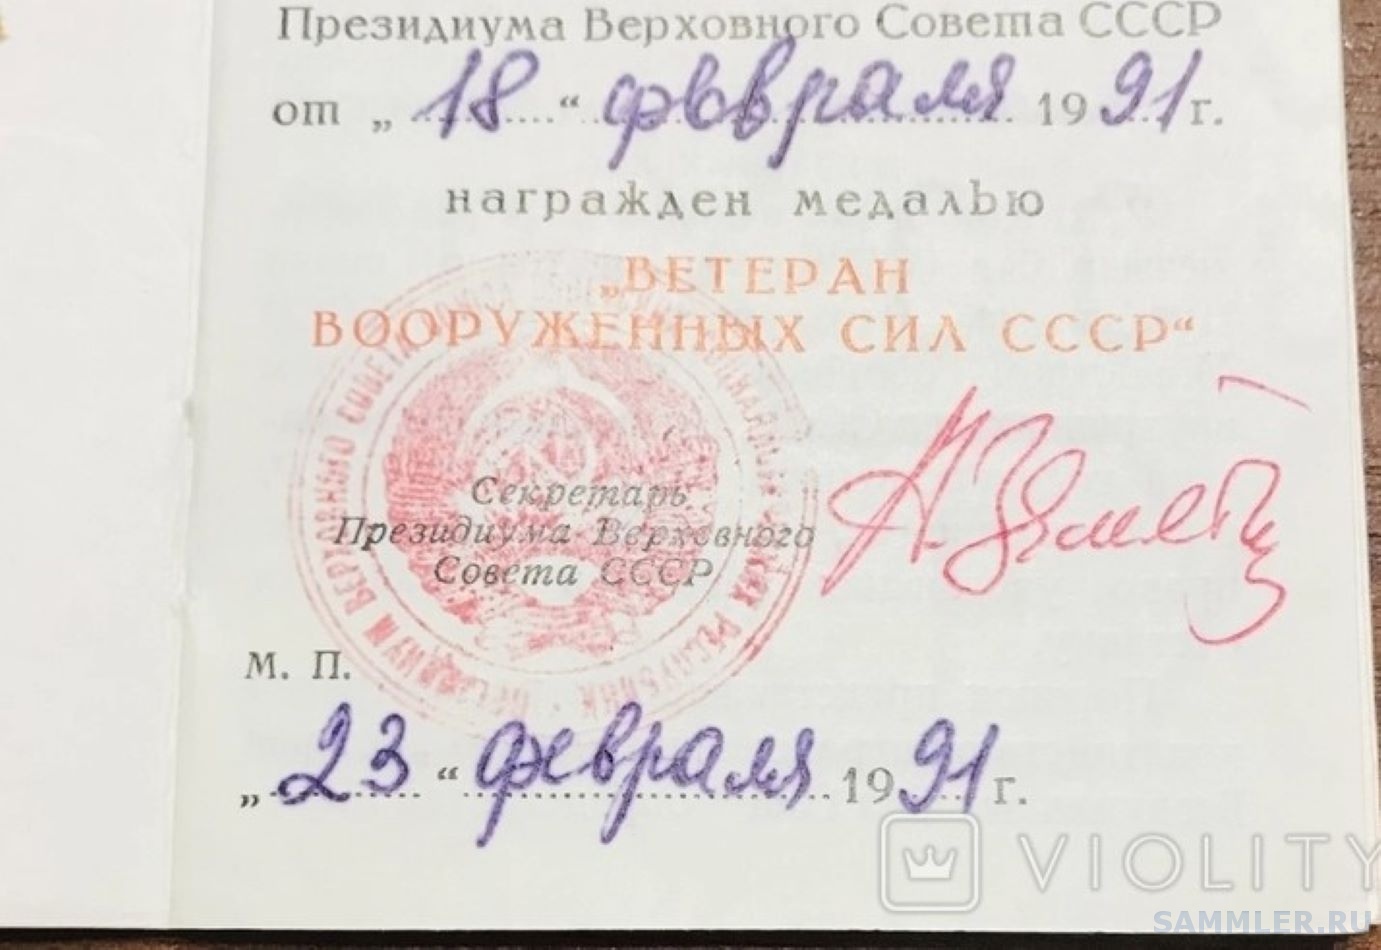 Президиума Верховного Совета СССР
от „18“ февраля 1991 г.
награжден медалью
„ВЕТЕРАН
ВООРУЖЕННЫХ СИЛ СССР“
Секретарь
Президиума Верховного
Совета СССР
М. П.
„23“ февраля 1991 г.
VIOLITY
SAMMLER.RU